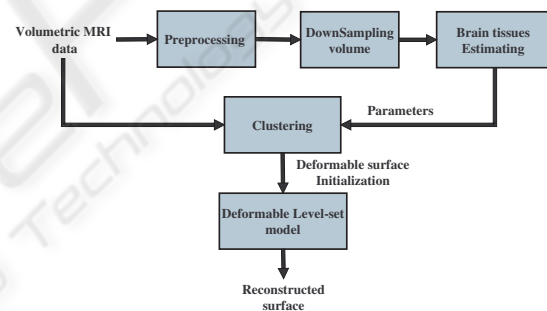 Volumetric MRI
data
Preprocessing
DownSampling
volume
Brain tissues
Estimating
Parameters
Clustering
Deformable surface
Initialization
Deformable Level-set
model
Reconstructed
surface
Technology